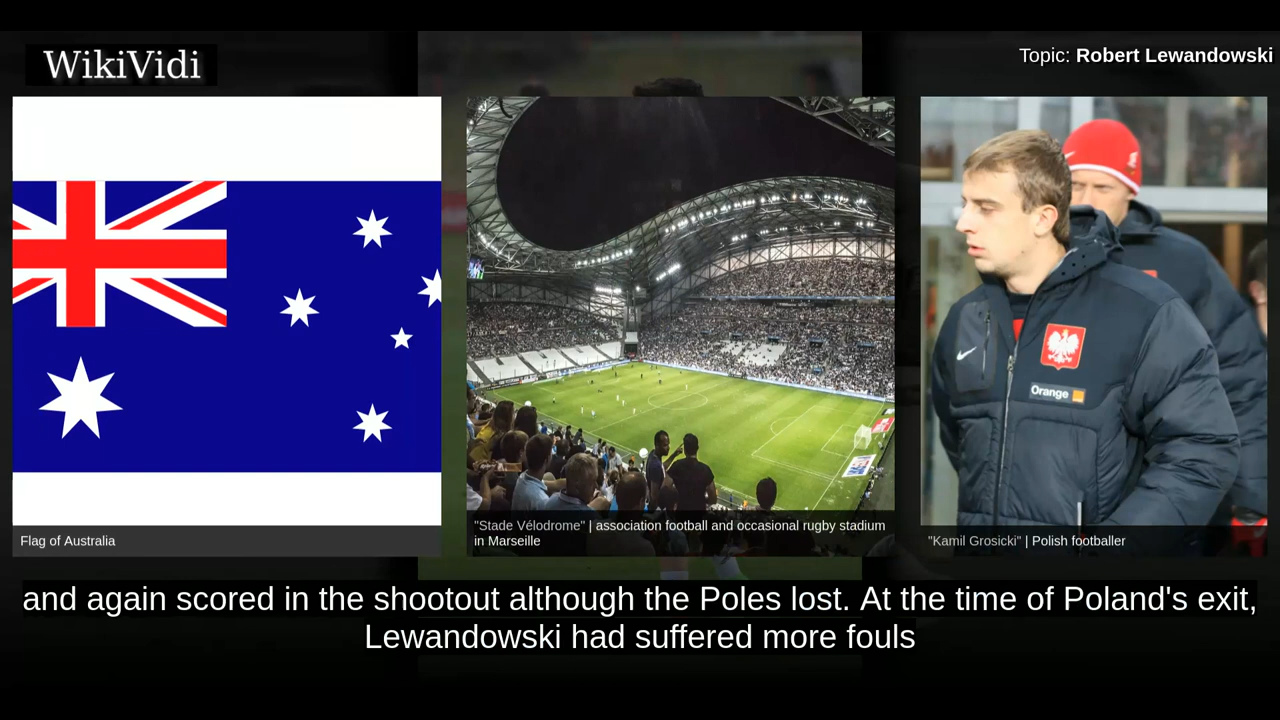 WikiVidi
Topic: Robert Lewandowski
Flag of Australia
"Stade Vélodrome" | association football and occasional rugby stadium
in Marseille
Orange
"Kamil Grosicki" | Polish footballer
and again scored in the shootout although the Poles lost. At the time of Poland's exit,
Lewandowski had suffered more fouls